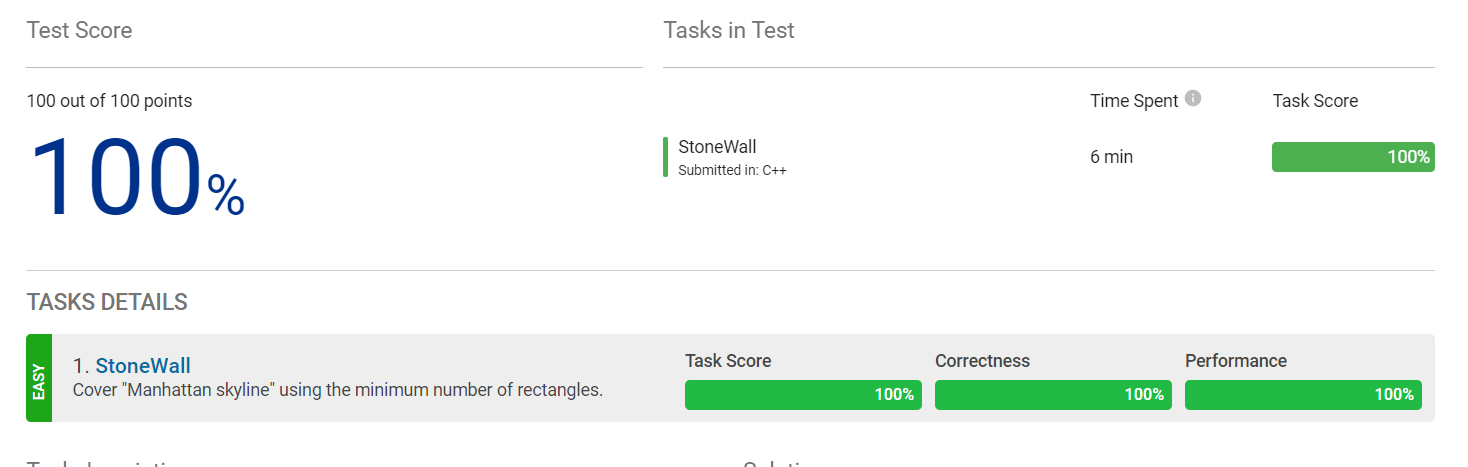 Test Score
Tasks in Test
100 out of 100 points
100%
Time Spent
Task Score
StoneWall
Submitted in: C++
6 min
100%
TASKS DETAILS
EASY
1. StoneWall
Cover "Manhattan skyline" using the minimum number of rectangles.
Task Score
Correctness
Performance
100%
100%
100%